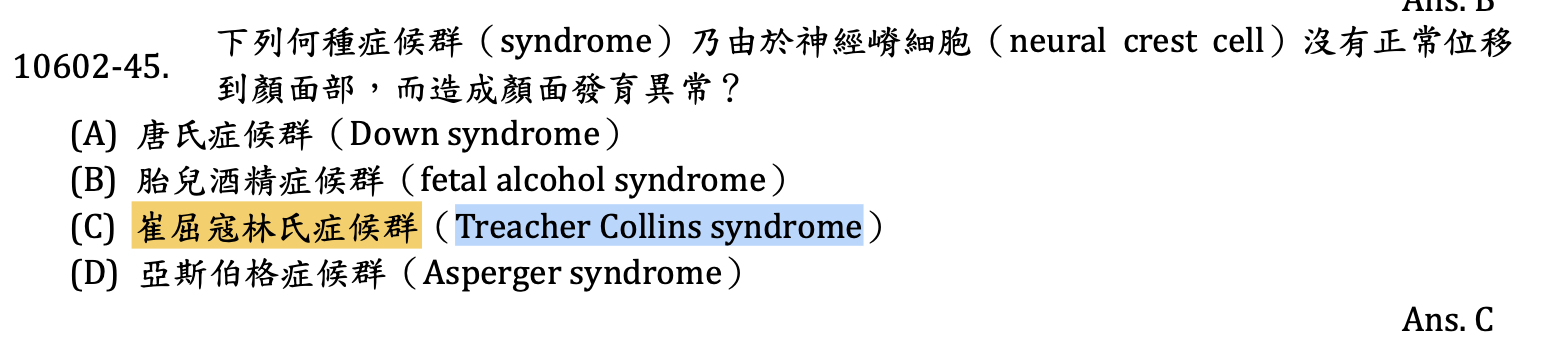 Ans. B
10602-45. 下列何種症候群（syndrome）乃由於神經嵴細胞（neural crest cell）沒有正常位移
到顏面部，而造成顏面發育異常？
(A) 唐氏症候群（Down syndrome）
(B) 胎兒酒精症候群（fetal alcohol syndrome）
(C) 崔屈寇林氏症候群（Treacher Collins syndrome）
(D) 亞斯伯格症候群（Asperger syndrome）
Ans. C